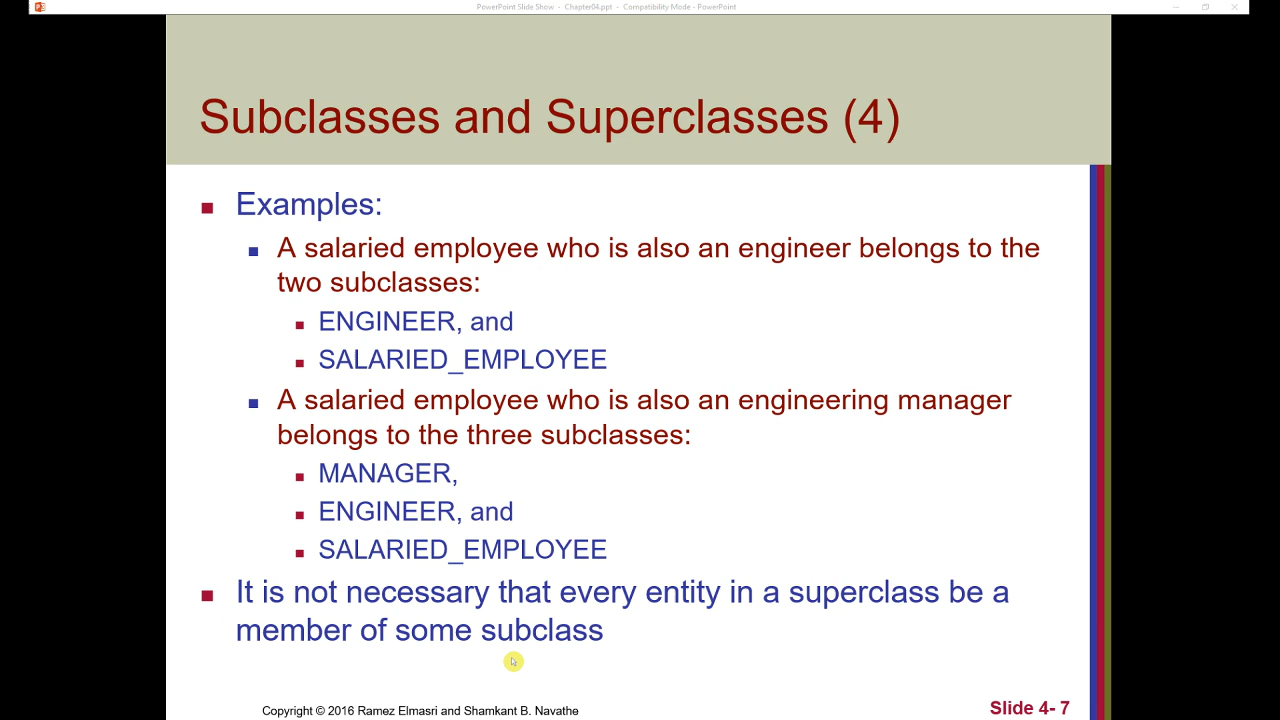 PowerPoint Slide Show - Chapter04.ppt - Compatibility Mode - PowerPoint
Subclasses and Superclasses (4)
Examples:
A salaried employee who is also an engineer belongs to the
two subclasses:
ENGINEER, and
SALARIED_EMPLOYEE
A salaried employee who is also an engineering manager
belongs to the three subclasses:
MANAGER,
ENGINEER, and
SALARIED_EMPLOYEE
It is not necessary that every entity in a superclass be a
member of some subclass
Copyright © 2016 Ramez Elmasri and Shamkant B. Navathe
Slide 4- 7